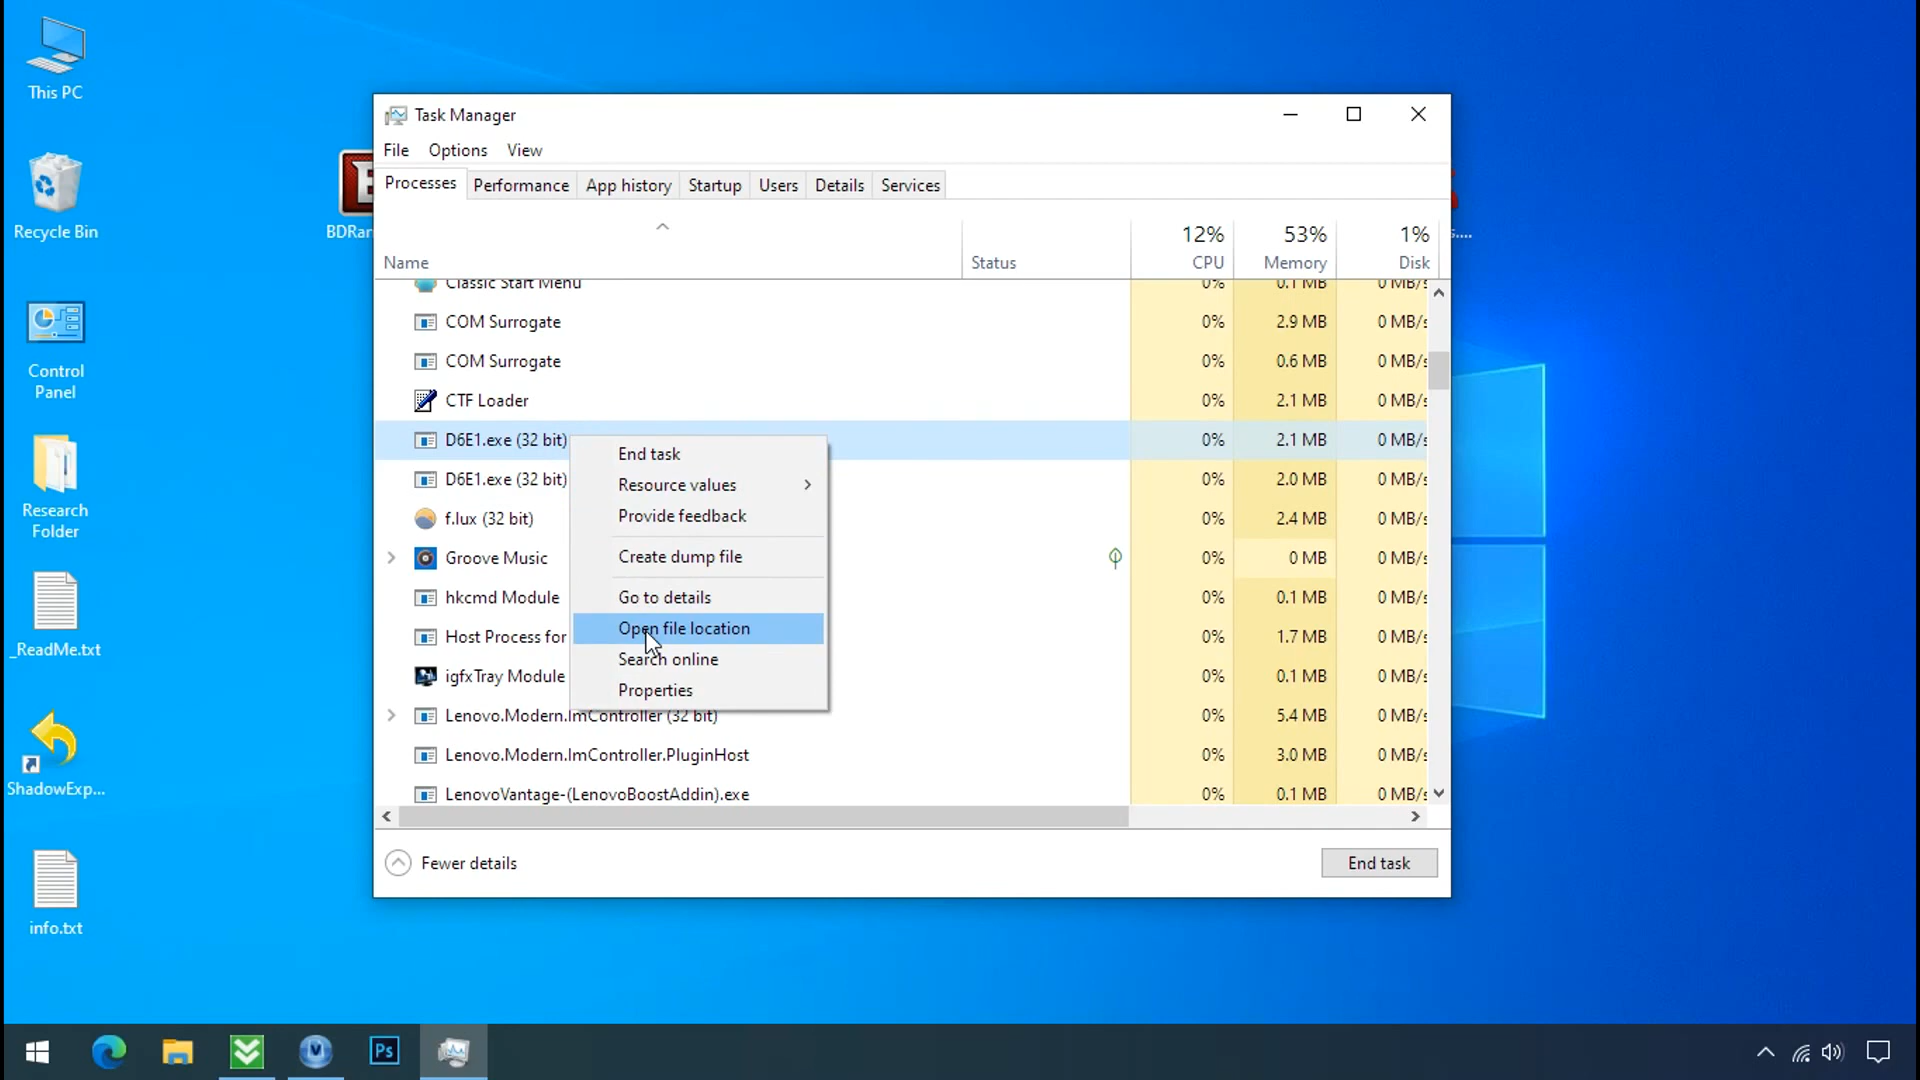 This PC
Recycle Bin
Control
Panel
Research
Folder
_ReadMe.txt
ShadowExp...
info.txt
BDRan
s....
Task Manager
File Options View
Processes Performance App history Startup Users Details Services
12% 53% 1%
Name Status CPU Memory Disk
Classic Start Menu 0% 0.1 MB 0 MB/s
COM Surrogate 0% 2.9 MB 0 MB/s
COM Surrogate 0% 0.6 MB 0 MB/s
CTF Loader 0% 2.1 MB 0 MB/s
D6E1.exe (32 bit) 0% 2.1 MB 0 MB/s
D6E1.exe (32 bit) 0% 2.0 MB 0 MB/s
f.lux (32 bit) 0% 2.4 MB 0 MB/s
Groove Music 0% 0 MB 0 MB/s
hkcmd Module 0% 0.1 MB 0 MB/s
Host Process for 0% 1.7 MB 0 MB/s
igfxTray Module 0% 0.1 MB 0 MB/s
Lenovo.Modern.ImController (32 bit) 0% 5.4 MB 0 MB/s
Lenovo.Modern.ImController.PluginHost 0% 3.0 MB 0 MB/s
LenovoVantage-(LenovoBoostAddin).exe 0% 0.1 MB 0 MB/s
End task
Resource values
Provide feedback
Create dump file
Go to details
Open file location
Search online
Properties
Fewer details
End task
Ps